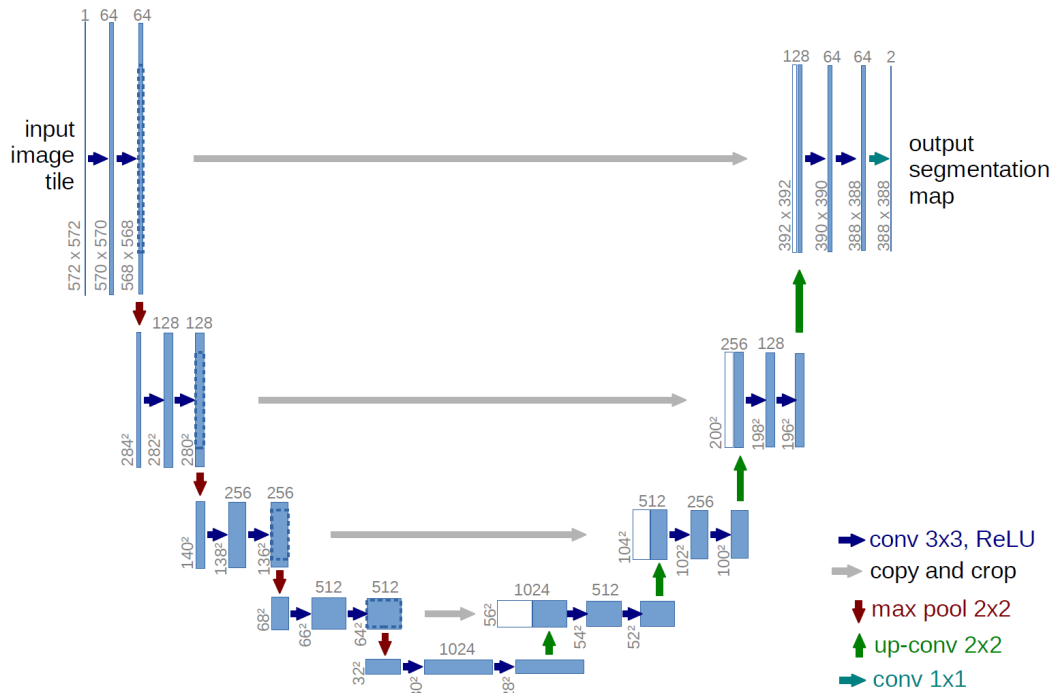 1 64 64
128 64 64 2
input
image
tile
output
segmentation
map
572 x 572
570 x 570
568 x 568
392 x 392
390 x 390
388 x 388
388 x 388
128 128
256 128
284²
282²
280²
200²
198²
196²
256 256
512 256
140²
138²
136²
104²
102²
100²
512 512
1024 512
68²
66²
64²
56²
54²
52²
1024
32²
conv 3x3, ReLU
copy and crop
max pool 2x2
up-conv 2x2
conv 1x1